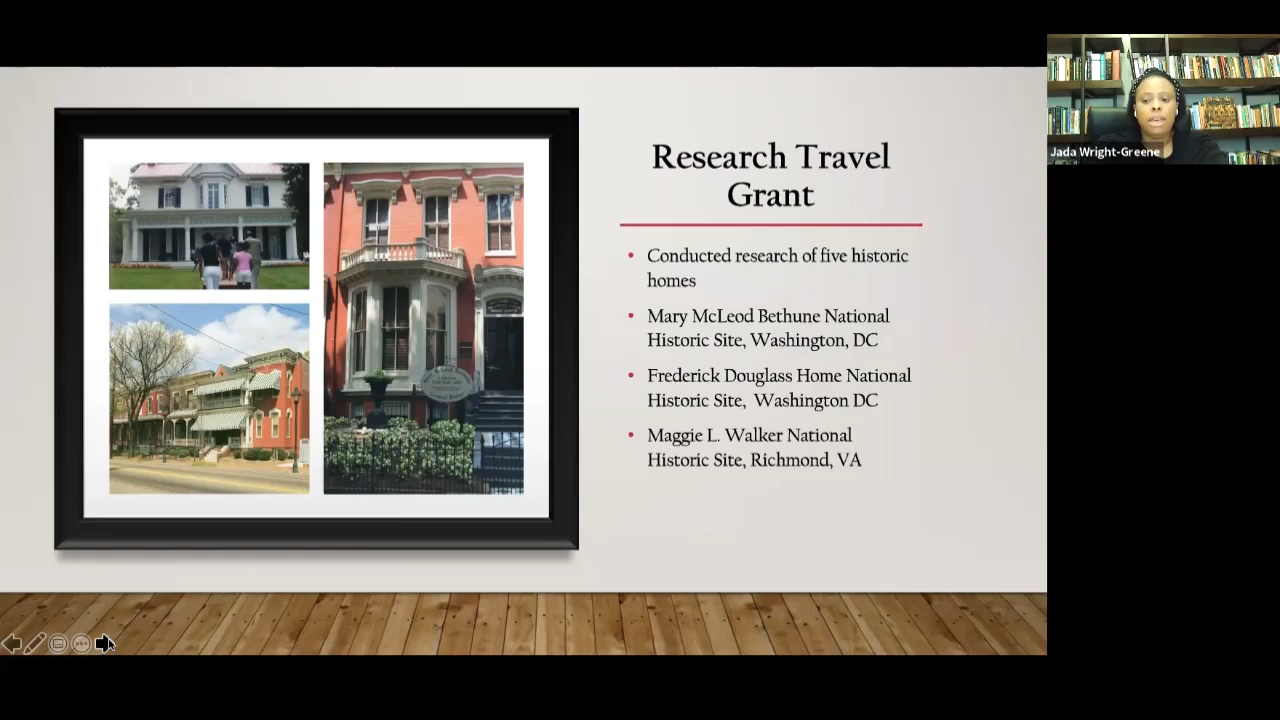 Research Travel
Grant
• Conducted research of five historic
homes
• Mary McLeod Bethune National
Historic Site, Washington, DC
• Frederick Douglass Home National
Historic Site, Washington DC
• Maggie L. Walker National
Historic Site, Richmond, VA
Jada Wright-Greene